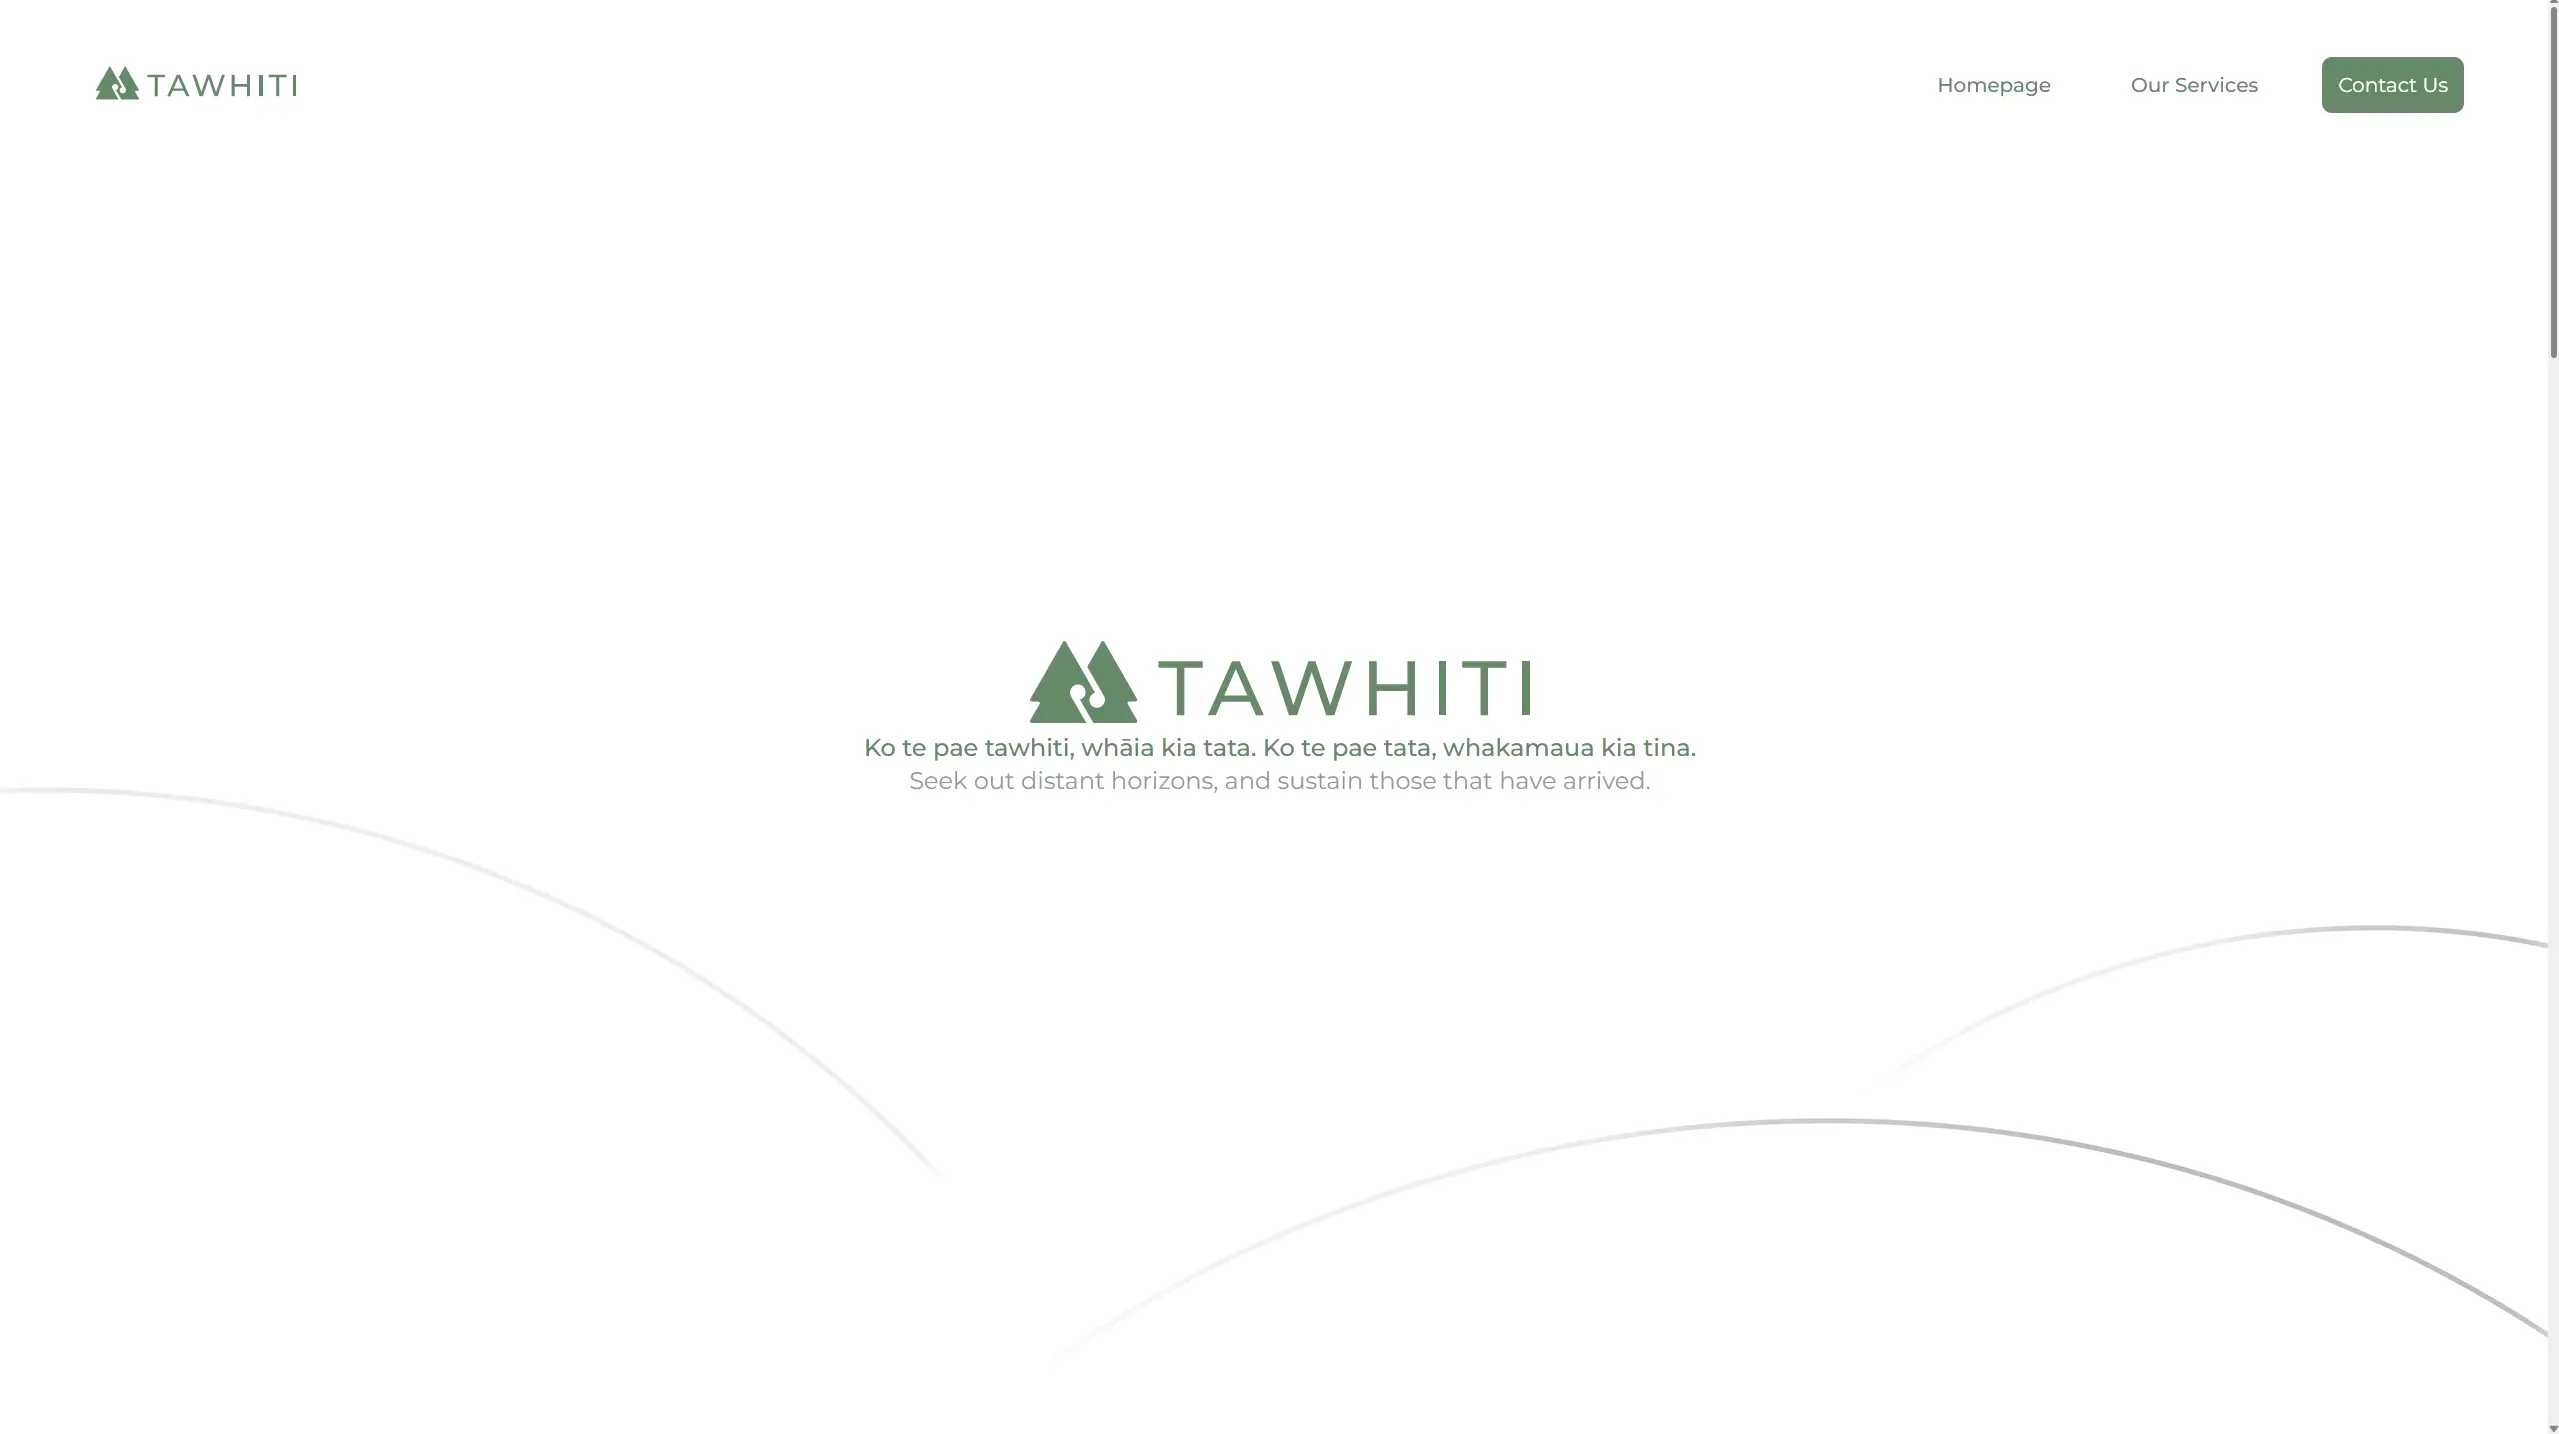 TAWHITI
Homepage
Our Services
Contact Us
TAWHITI
Ko te pae tawhiti, whāia kia tata. Ko te pae tata, whakamaua kia tina.
Seek out distant horizons, and sustain those that have arrived.